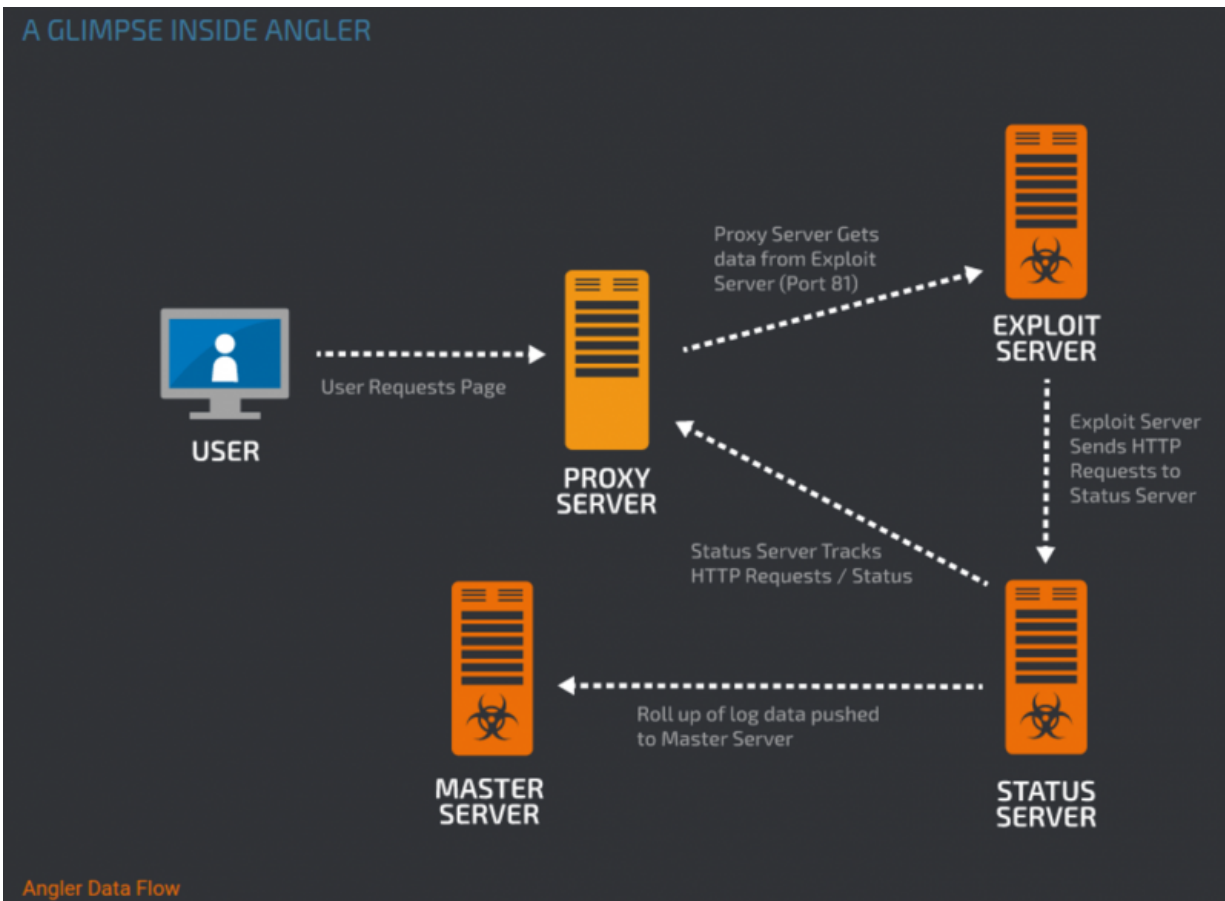 A GLIMPSE INSIDE ANGLER
Proxy Server Gets
data from Exploit
Server (Port 81)
EXPLOIT
SERVER
User Requests Page
USER
PROXY
SERVER
Exploit Server
Sends HTTP
Requests to
Status Server
Status Server Tracks
HTTP Requests / Status
Roll up of log data pushed
to Master Server
MASTER
SERVER
STATUS
SERVER
Angler Data Flow